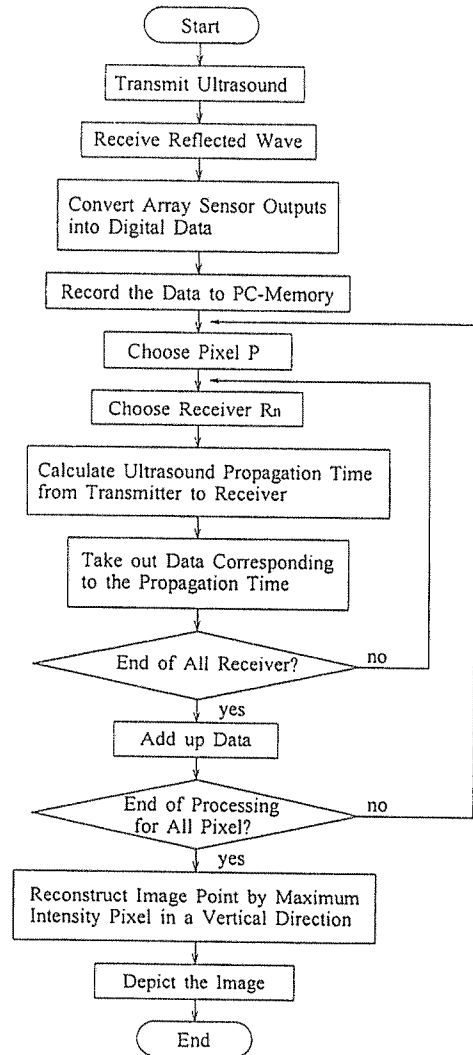 Start
Transmit Ultrasound
Receive Reflected Wave
Convert Array Sensor Outputs
into Digital Data
Record the Data to PC-Memory
Choose Pixel P
Choose Receiver Rn
Calculate Ultrasound Propagation Time
from Transmitter to Receiver
Take out Data Corresponding
to the Propagation Time
End of All Receiver?
no
yes
Add up Data
End of Processing
for All Pixel?
no
yes
Reconstruct Image Point by Maximum
Intensity Pixel in a Vertical Direction
Depict the Image
End